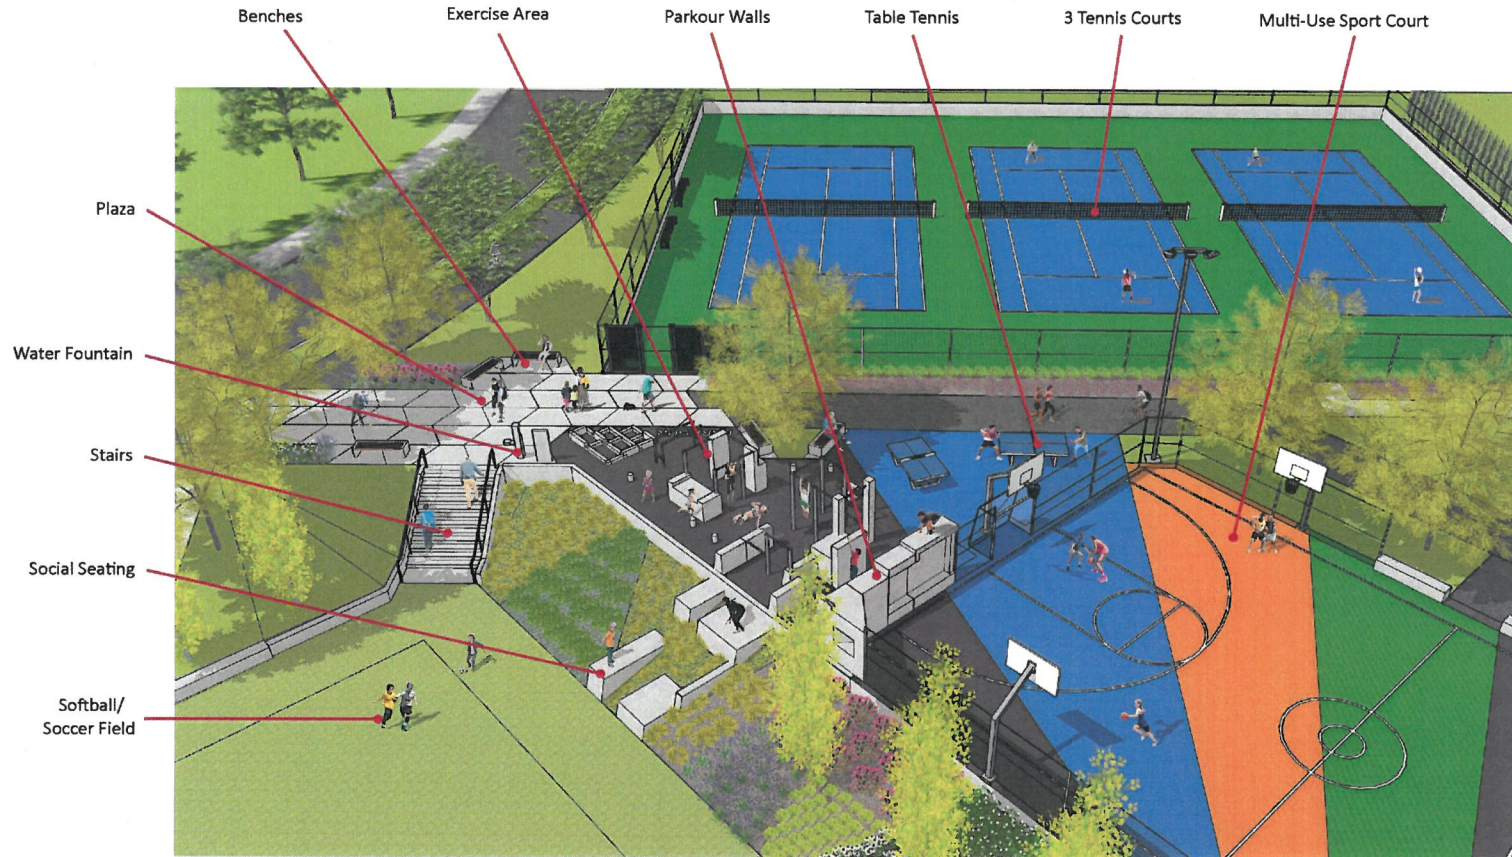 Benches
Exercise Area
Parkour Walls
Table Tennis
3 Tennis Courts
Multi-Use Sport Court
Plaza
Water Fountain
Stairs
Social Seating
Softball/
Soccer Field